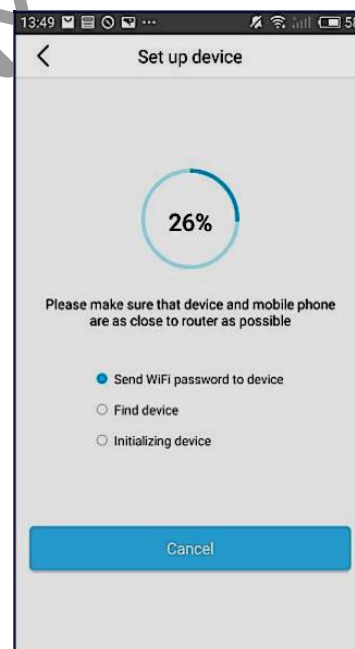 13:49 ... 58
Set up device
26%
Please make sure that device and mobile phone
are as close to router as possible
Send WiFi password to device
Find device
Initializing device
Cancel